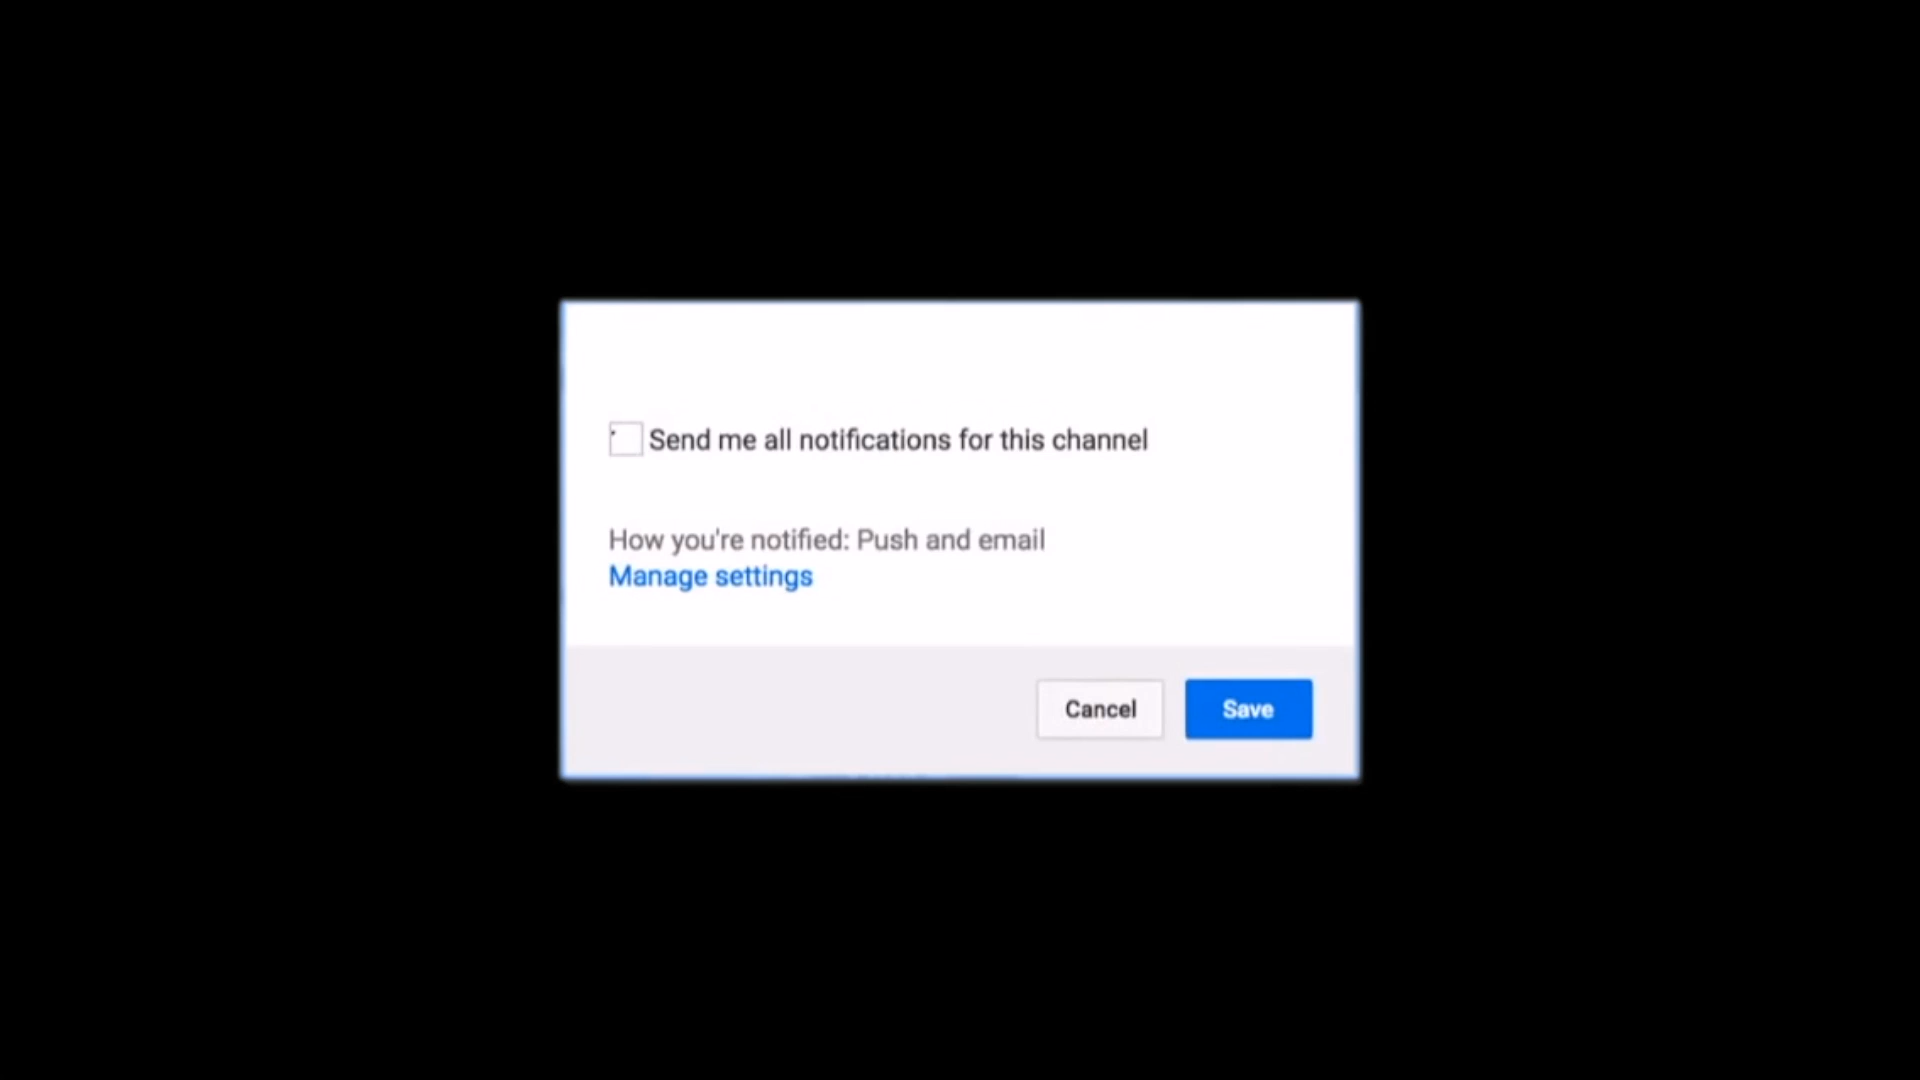 Send me all notifications for this channel
How you're notified: Push and email
Manage settings
Cancel
Save